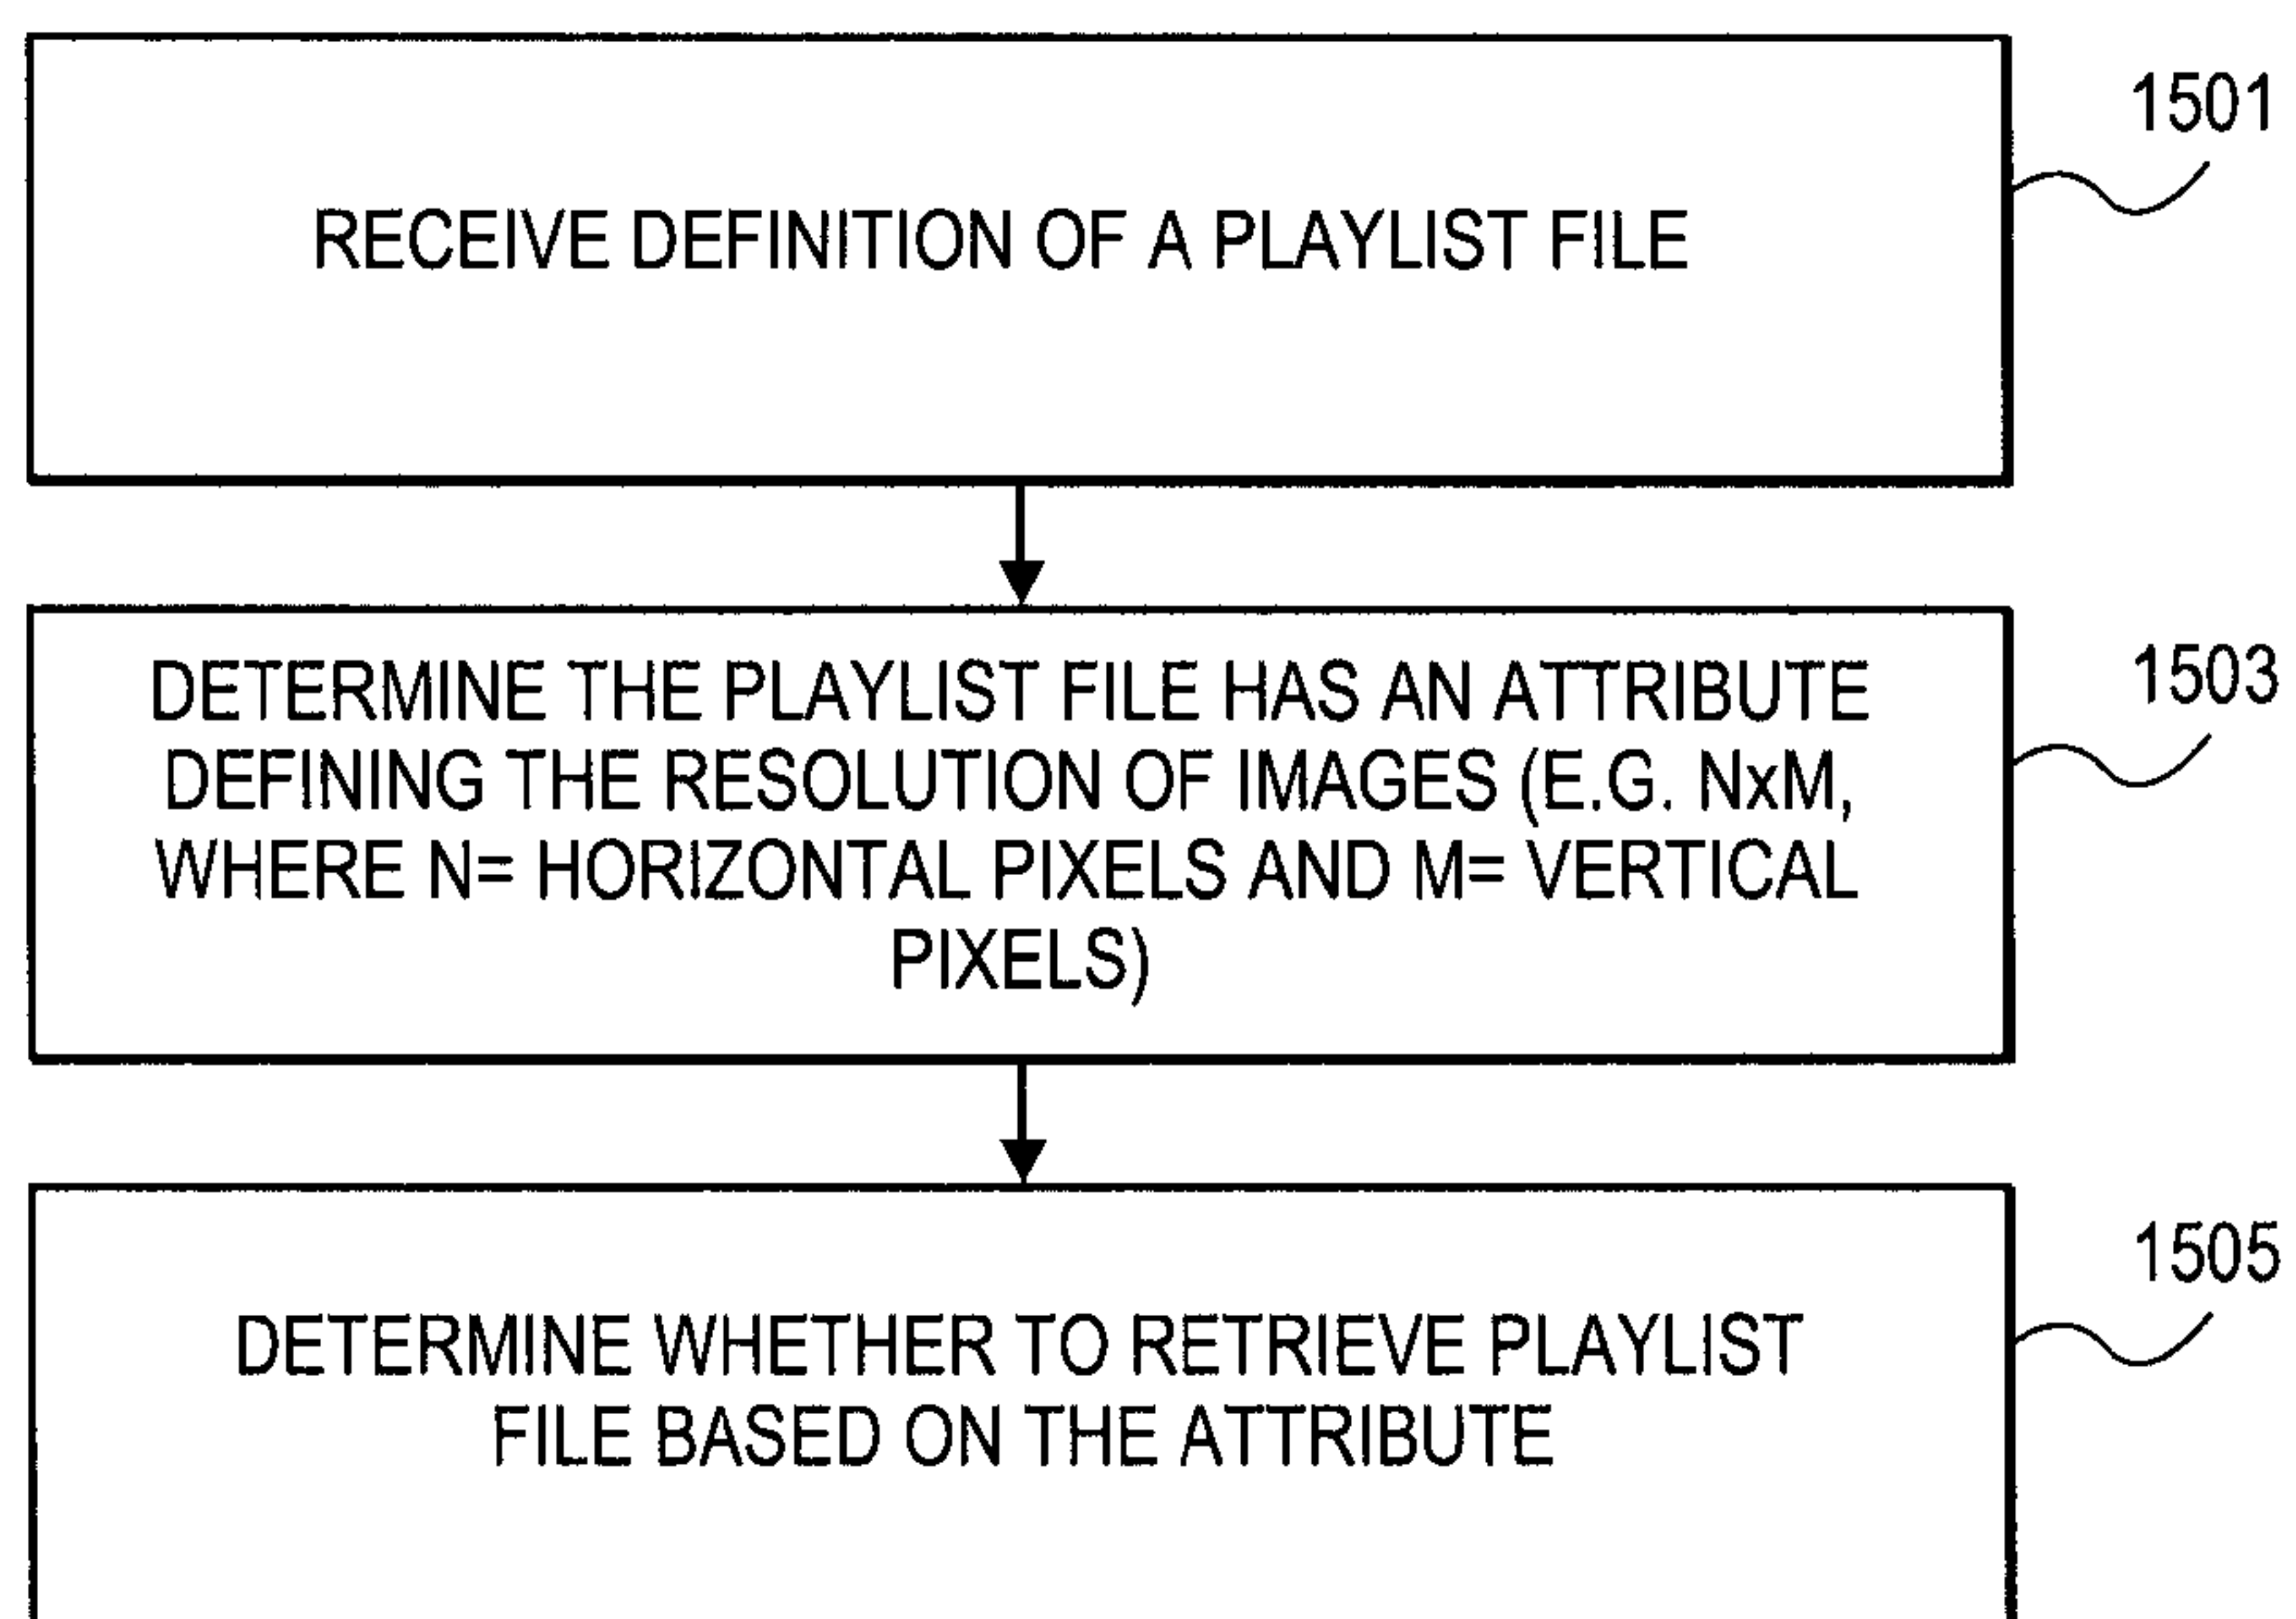 1501
RECEIVE DEFINITION OF A PLAYLIST FILE
1503
DETERMINE THE PLAYLIST FILE HAS AN ATTRIBUTE
DEFINING THE RESOLUTION OF IMAGES (E.G. NxM,
WHERE N= HORIZONTAL PIXELS AND M= VERTICAL
PIXELS)
1505
DETERMINE WHETHER TO RETRIEVE PLAYLIST
FILE BASED ON THE ATTRIBUTE